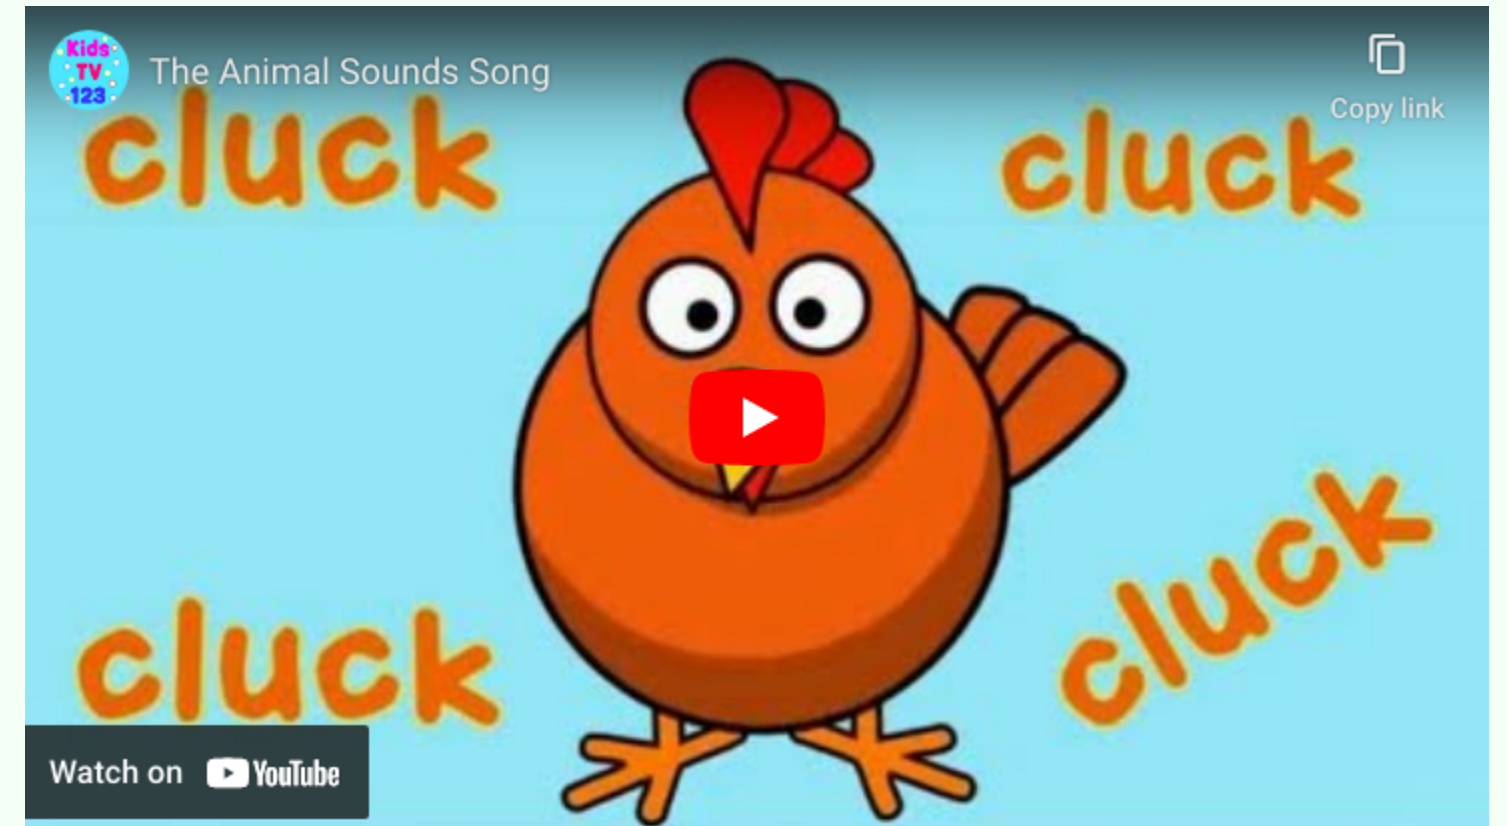 Kids
TV
123
The Animal Sounds Song
Copy link
cluck
cluck
cluck
cluck
Watch on YouTube